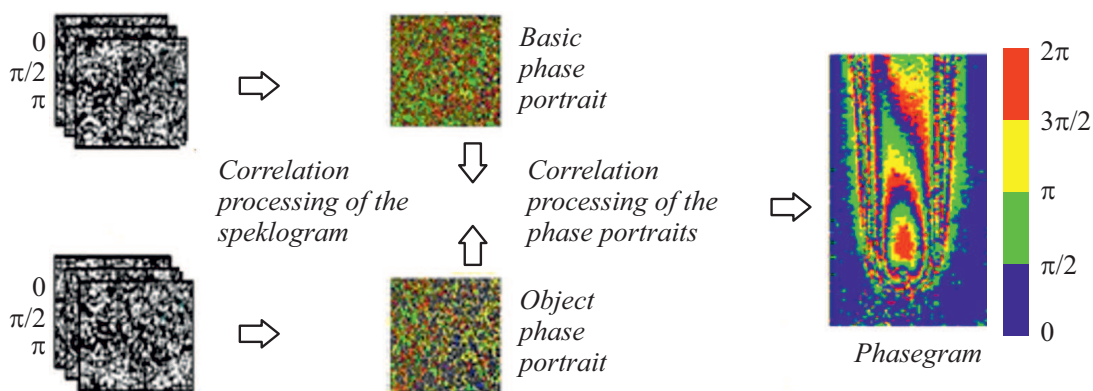 0
π/2
π
Basic
phase
portrait
Correlation
processing of the
speklogram
Correlation
processing of the
phase portraits
0
π/2
π
Object
phase
portrait
2π
3π/2
π
π/2
0
Phasegram